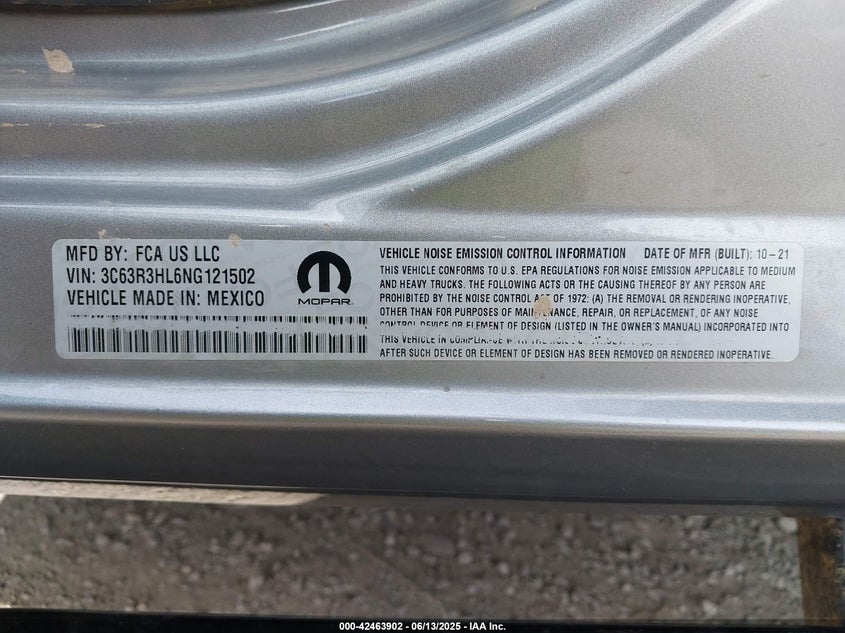 MFD BY: FCA US LLC
VIN: 3C63R3HL6NG121502
VEHICLE MADE IN: MEXICO
MOPAR
VEHICLE NOISE EMISSION CONTROL INFORMATION DATE OF MFR (BUILT): 10-21
THIS VEHICLE CONFORMS TO U.S. EPA REGULATIONS FOR NOISE EMISSION APPLICABLE TO MEDIUM
AND HEAVY TRUCKS. THE FOLLOWING ACTS OR THE CAUSING THEREOF BY ANY PERSON ARE
PROHIBITED BY THE NOISE CONTROL ACT OF 1972: (A) THE REMOVAL OR RENDERING INOPERATIVE,
OTHER THAN FOR PURPOSES OF MAINTENANCE, REPAIR, OR REPLACEMENT, OF ANY NOISE
CONTROL DEVICE OR ELEMENT OF DESIGN (LISTED IN THE OWNER'S MANUAL) INCORPORATED INTO
THIS VEHICLE IN COMPLIANCE WITH THE
AFTER SUCH DEVICE OR ELEMENT OF DESIGN HAS BEEN REMOVED OR RENDERED INOPERATIVE.
000-42463902 - 06/13/2025 - IAA Inc.